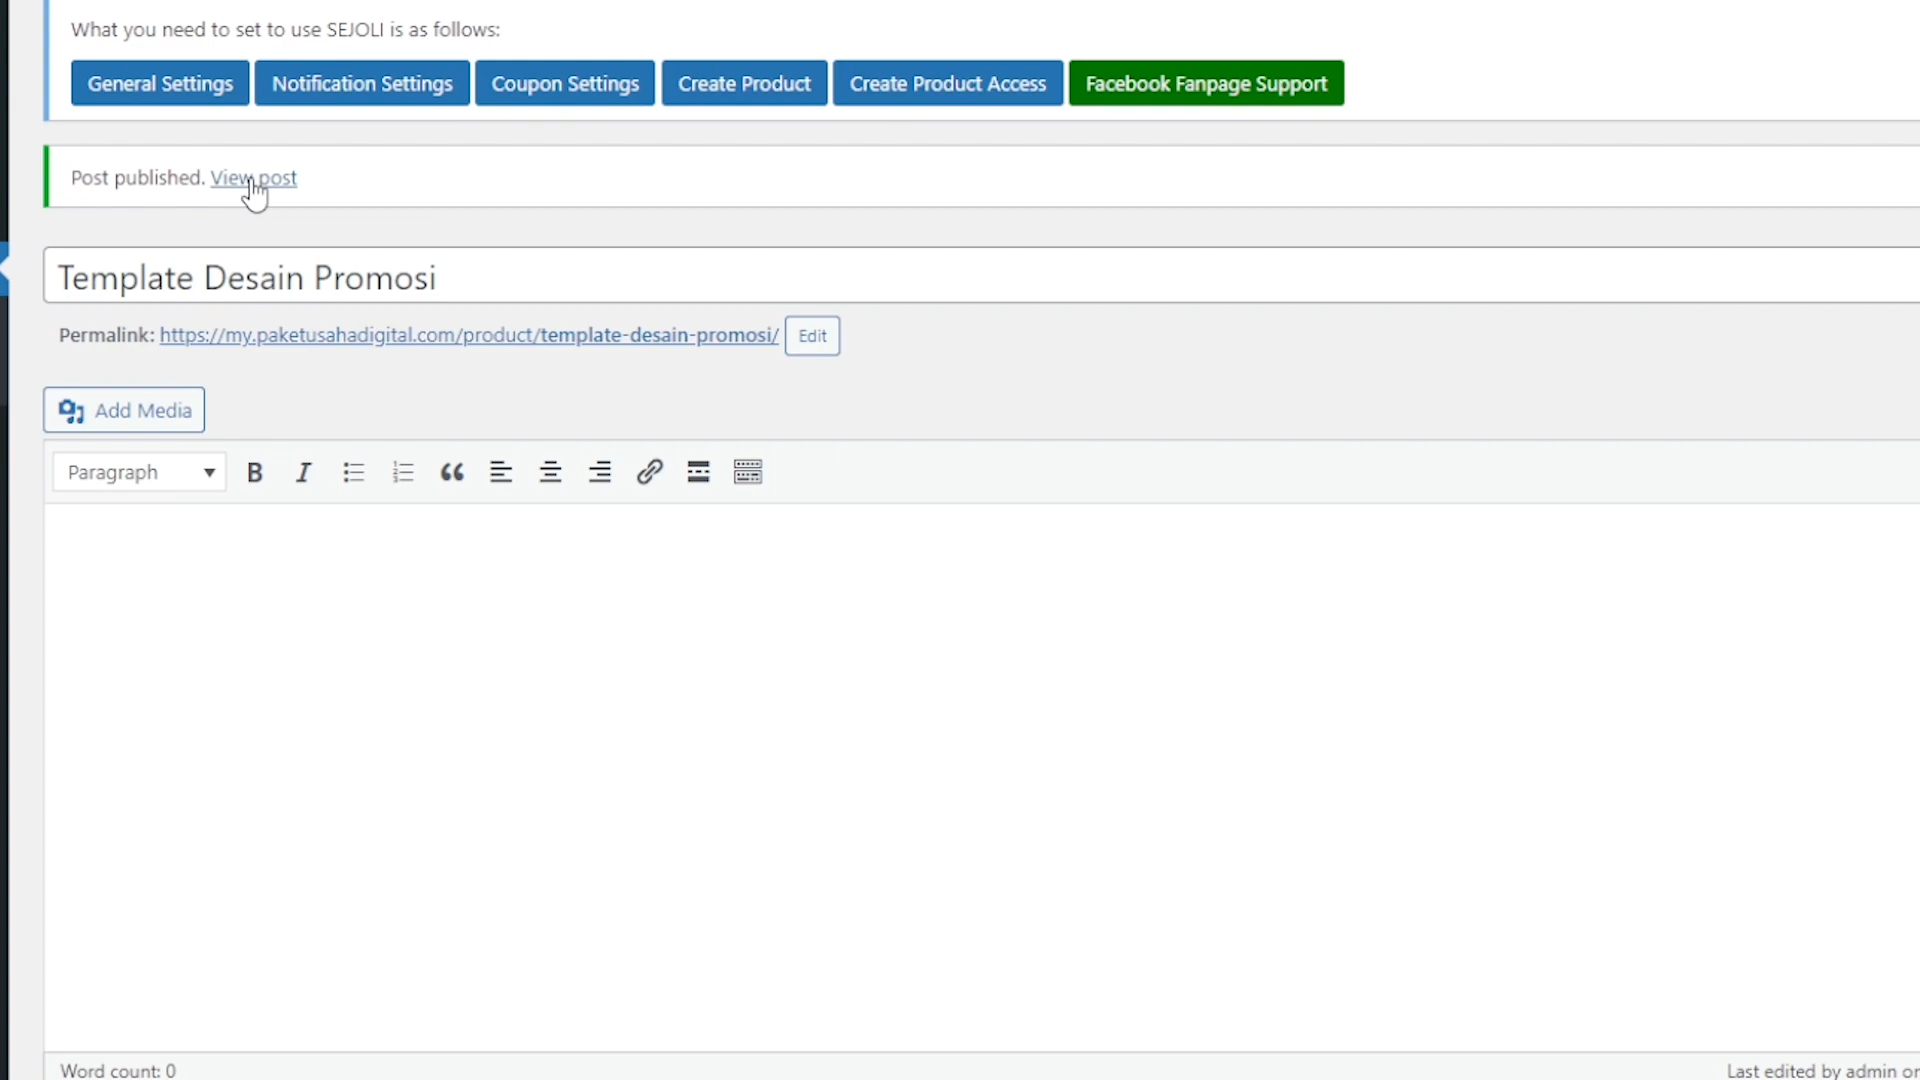 What you need to set to use SEJOLI is as follows:
General Settings Notification Settings Coupon Settings Create Product Create Product Access Facebook Fanpage Support
Post published. View post
Template Desain Promosi
Permalink: https://my.paketusahadigital.com/product/template-desain-promosi/ Edit
Add Media
Paragraph
Word count: 0 Last edited by admin or